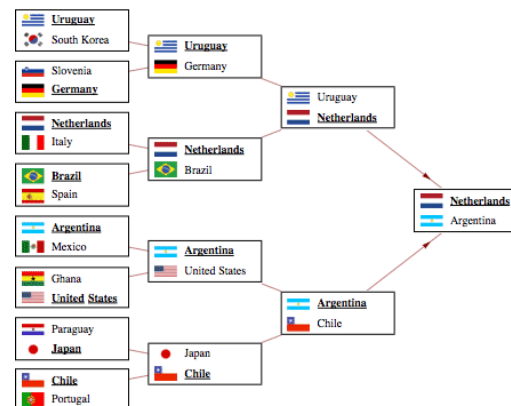 Uruguay
South Korea
Slovenia
Germany
Netherlands
Italy
Brazil
Spain
Argentina
Mexico
Ghana
United States
Paraguay
Japan
Chile
Portugal
Uruguay
Germany
Netherlands
Brazil
Argentina
United States
Japan
Chile
Uruguay
Netherlands
Argentina
Chile
Netherlands
Argentina